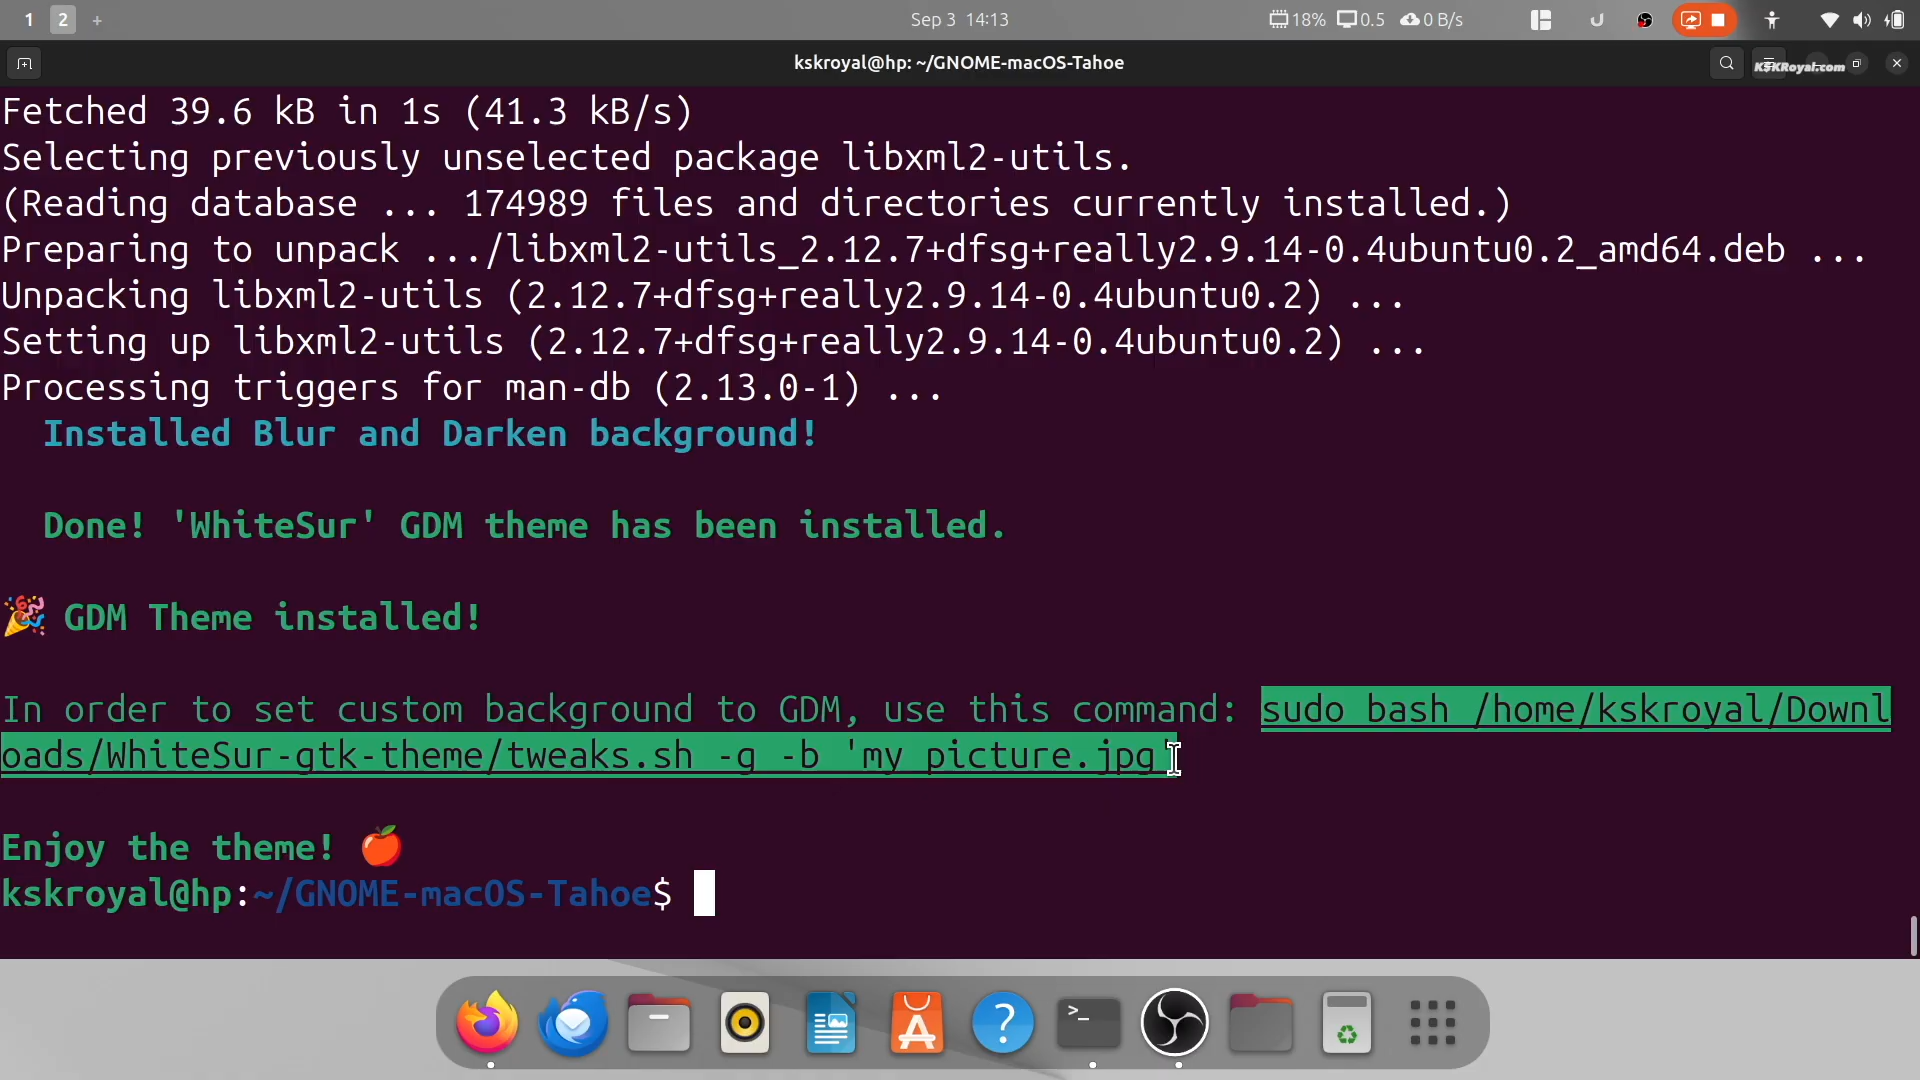 1 2 + Sep 3 14:13 18% 0.5 0 B/s
kskroyal@hp: ~/GNOME-macOS-Tahoe
KSKRoyal.com
Fetched 39.6 kB in 1s (41.3 kB/s)
Selecting previously unselected package libxml2-utils.
(Reading database ... 174989 files and directories currently installed.)
Preparing to unpack .../libxml2-utils_2.12.7+dfsg+really2.9.14-0.4ubuntu0.2_amd64.deb ...
Unpacking libxml2-utils (2.12.7+dfsg+really2.9.14-0.4ubuntu0.2) ...
Setting up libxml2-utils (2.12.7+dfsg+really2.9.14-0.4ubuntu0.2) ...
Processing triggers for man-db (2.13.0-1) ...
Installed Blur and Darken background!
Done! 'WhiteSur' GDM theme has been installed.
🎉 GDM Theme installed!
In order to set custom background to GDM, use this command: sudo bash /home/kskroyal/Downl
oads/WhiteSur-gtk-theme/tweaks.sh -g -b 'my picture.jpg'
Enjoy the theme! 🍎
kskroyal@hp:~/GNOME-macOS-Tahoe$